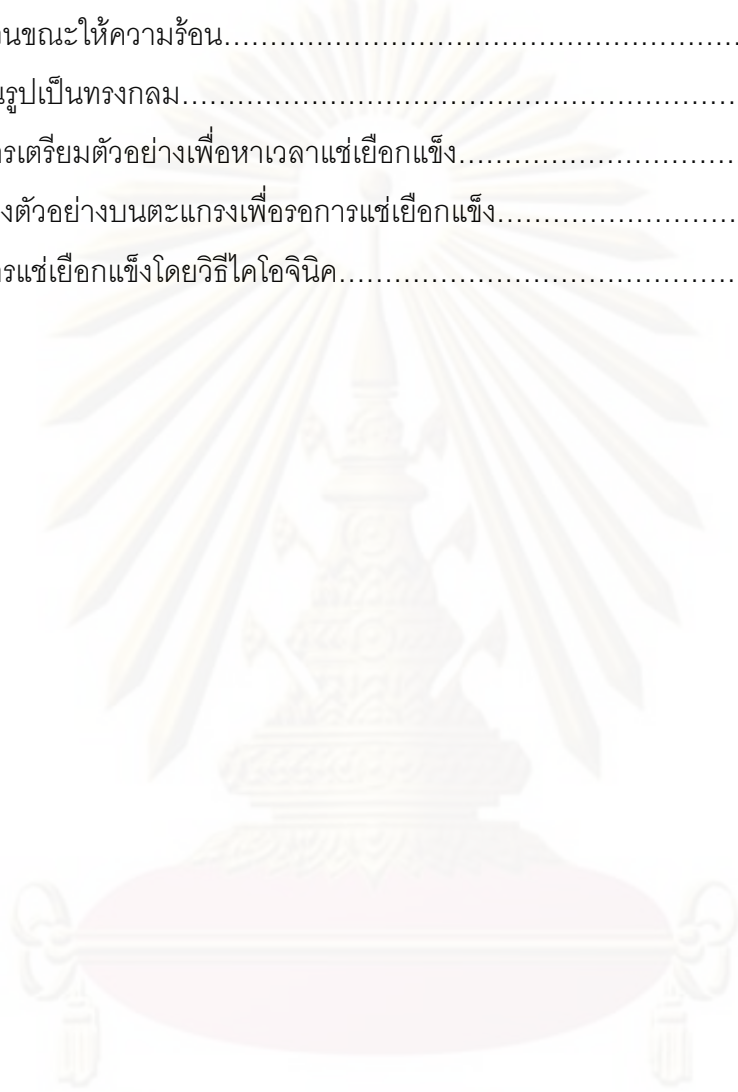 อนขณะให้ความร้อน……………………………………………………
นรูปเป็นทรงกลม…………………………………………………………
ารเตรียมตัวอย่างเพื่อหาเวลาแช่เยือกแข็ง……………………………
งตัวอย่างบนตะแกรงเพื่อรอการแช่เยือกแข็ง………………………
ารแช่เยือกแข็งโดยวิธีไคโอจินิค………………………………………